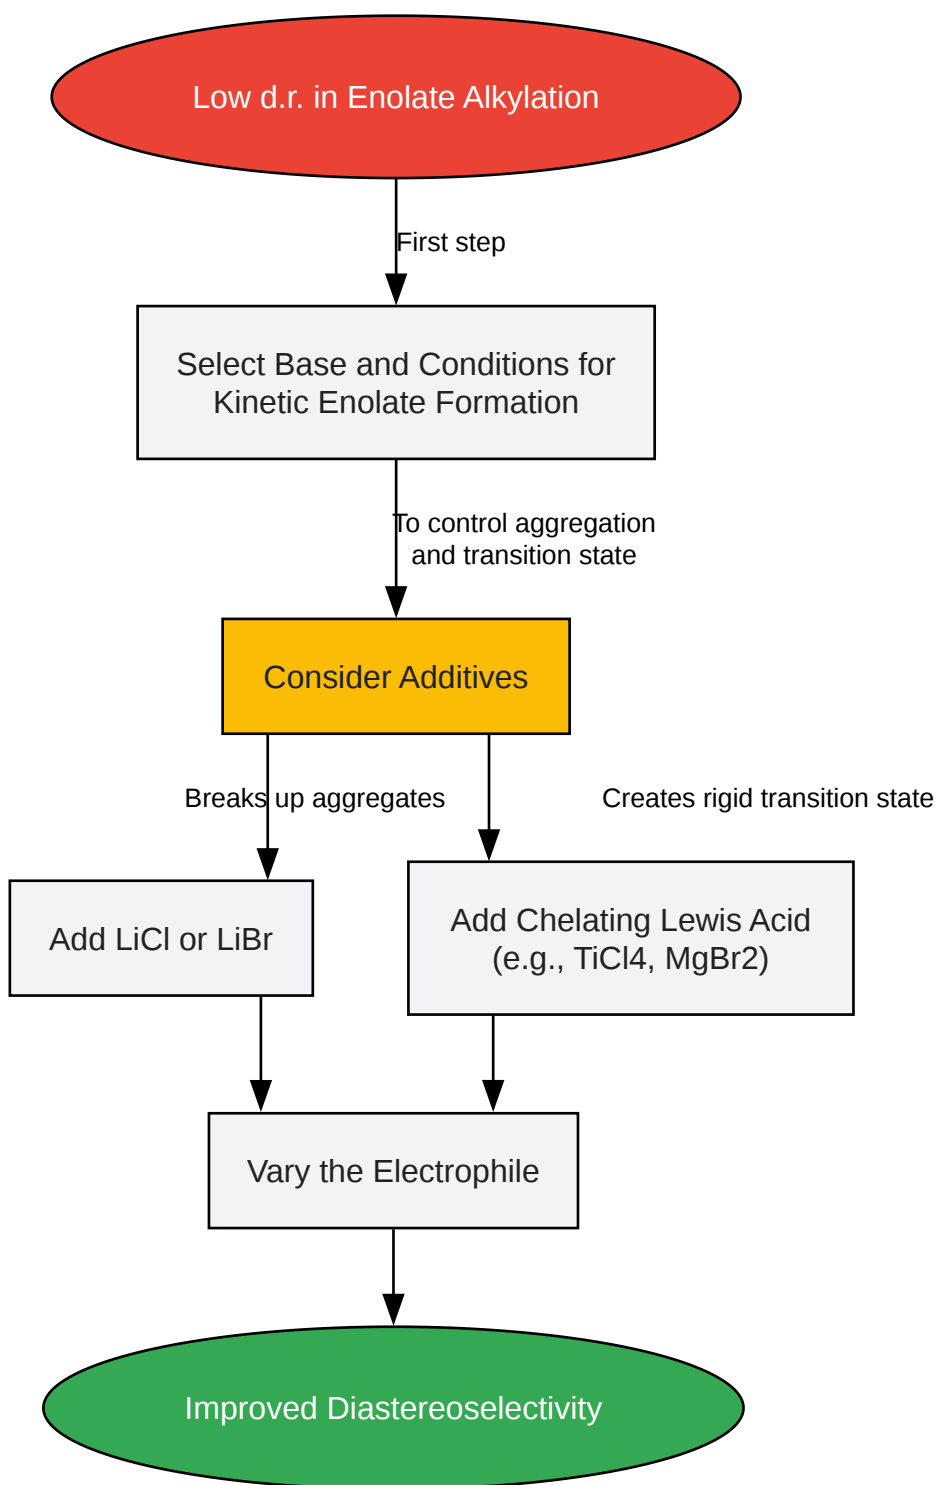 Low d.r. in Enolate Alkylation
First step
Select Base and Conditions for
Kinetic Enolate Formation
To control aggregation
and transition state
Consider Additives
Breaks up aggregates
Creates rigid transition state
Add LiCl or LiBr
Add Chelating Lewis Acid
(e.g., TiCl4, MgBr2)
Vary the Electrophile
Improved Diastereoselectivity